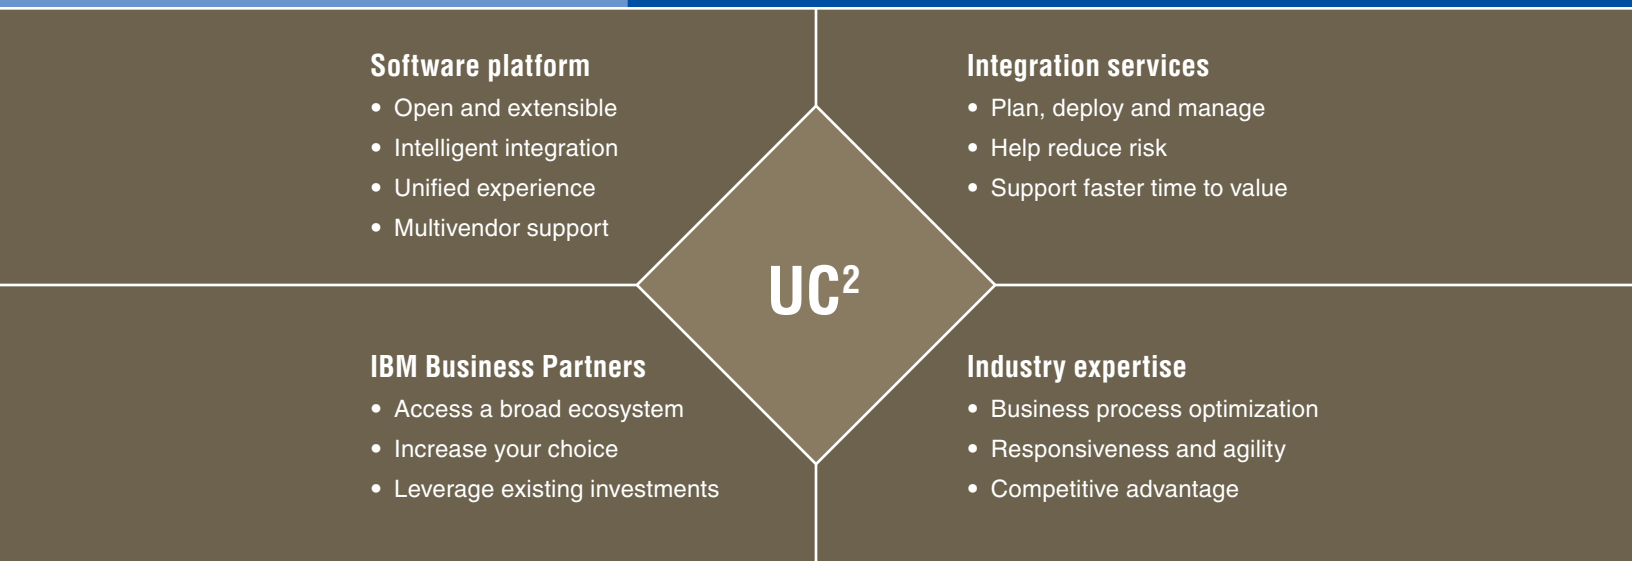 Software platform
• Open and extensible
• Intelligent integration
• Unified experience
• Multivendor support
Integration services
• Plan, deploy and manage
• Help reduce risk
• Support faster time to value
UC²
IBM Business Partners
• Access a broad ecosystem
• Increase your choice
• Leverage existing investments
Industry expertise
• Business process optimization
• Responsiveness and agility
• Competitive advantage